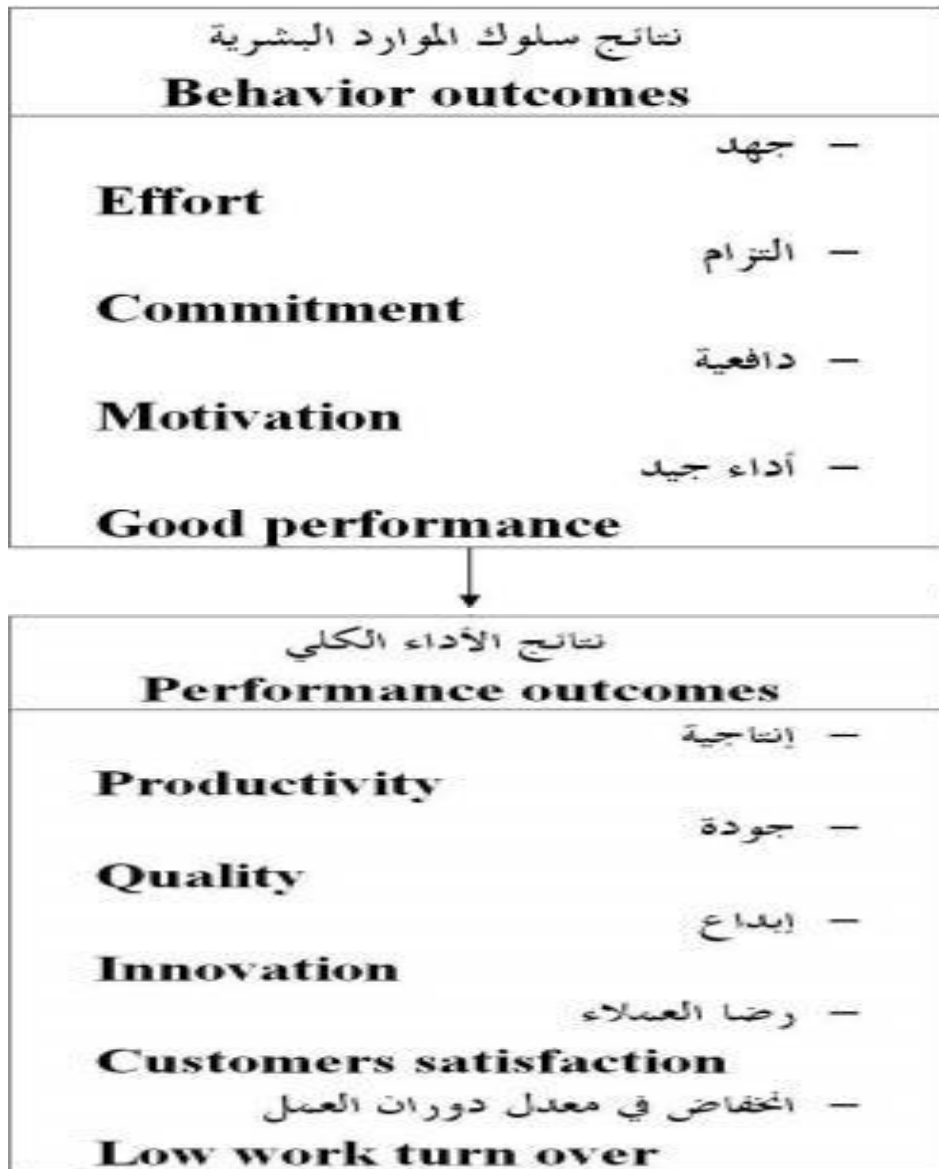 نتائج سلوك الموارد البشرية
Behavior outcomes
– جهد
Effort
– التزام
Commitment
– دافعية
Motivation
– أداء جيد
Good performance
نتائج الأداء الكلي
Performance outcomes
– إنتاجية
Productivity
– جودة
Quality
– إبداع
Innovation
– رضا العملاء
Customers satisfaction
– انخفاض في معدل دوران العمل
Low work turn over